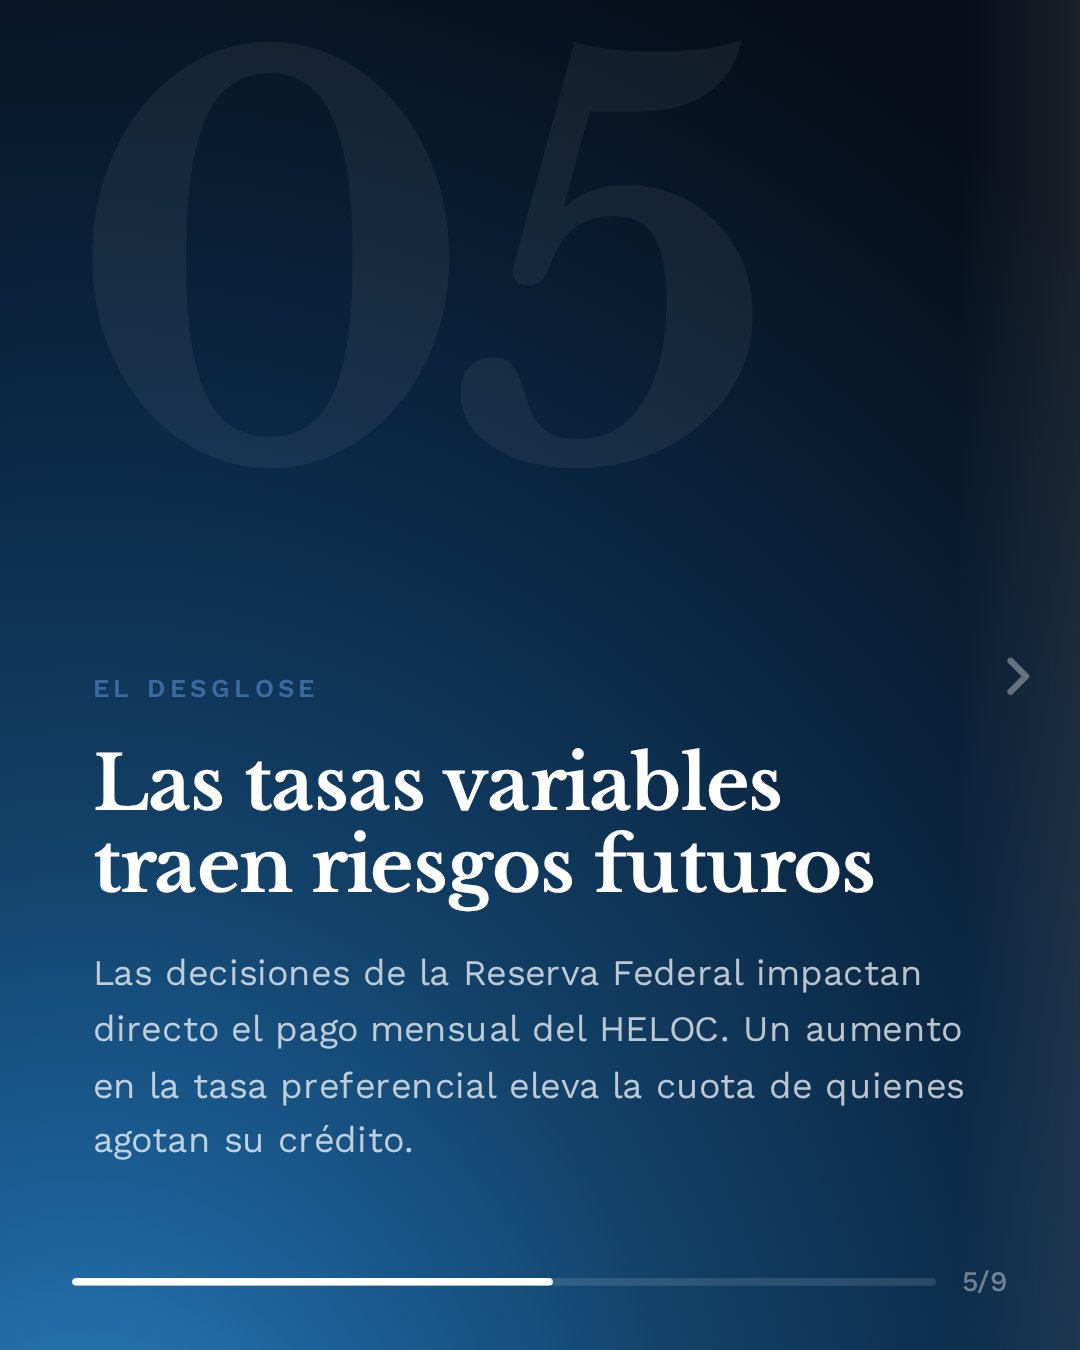 05
EL DESGLOSE
Las tasas variables
traen riesgos futuros
Las decisiones de la Reserva Federal impactan
directo el pago mensual del HELOC. Un aumento
en la tasa preferencial eleva la cuota de quienes
agotan su crédito.
5/9